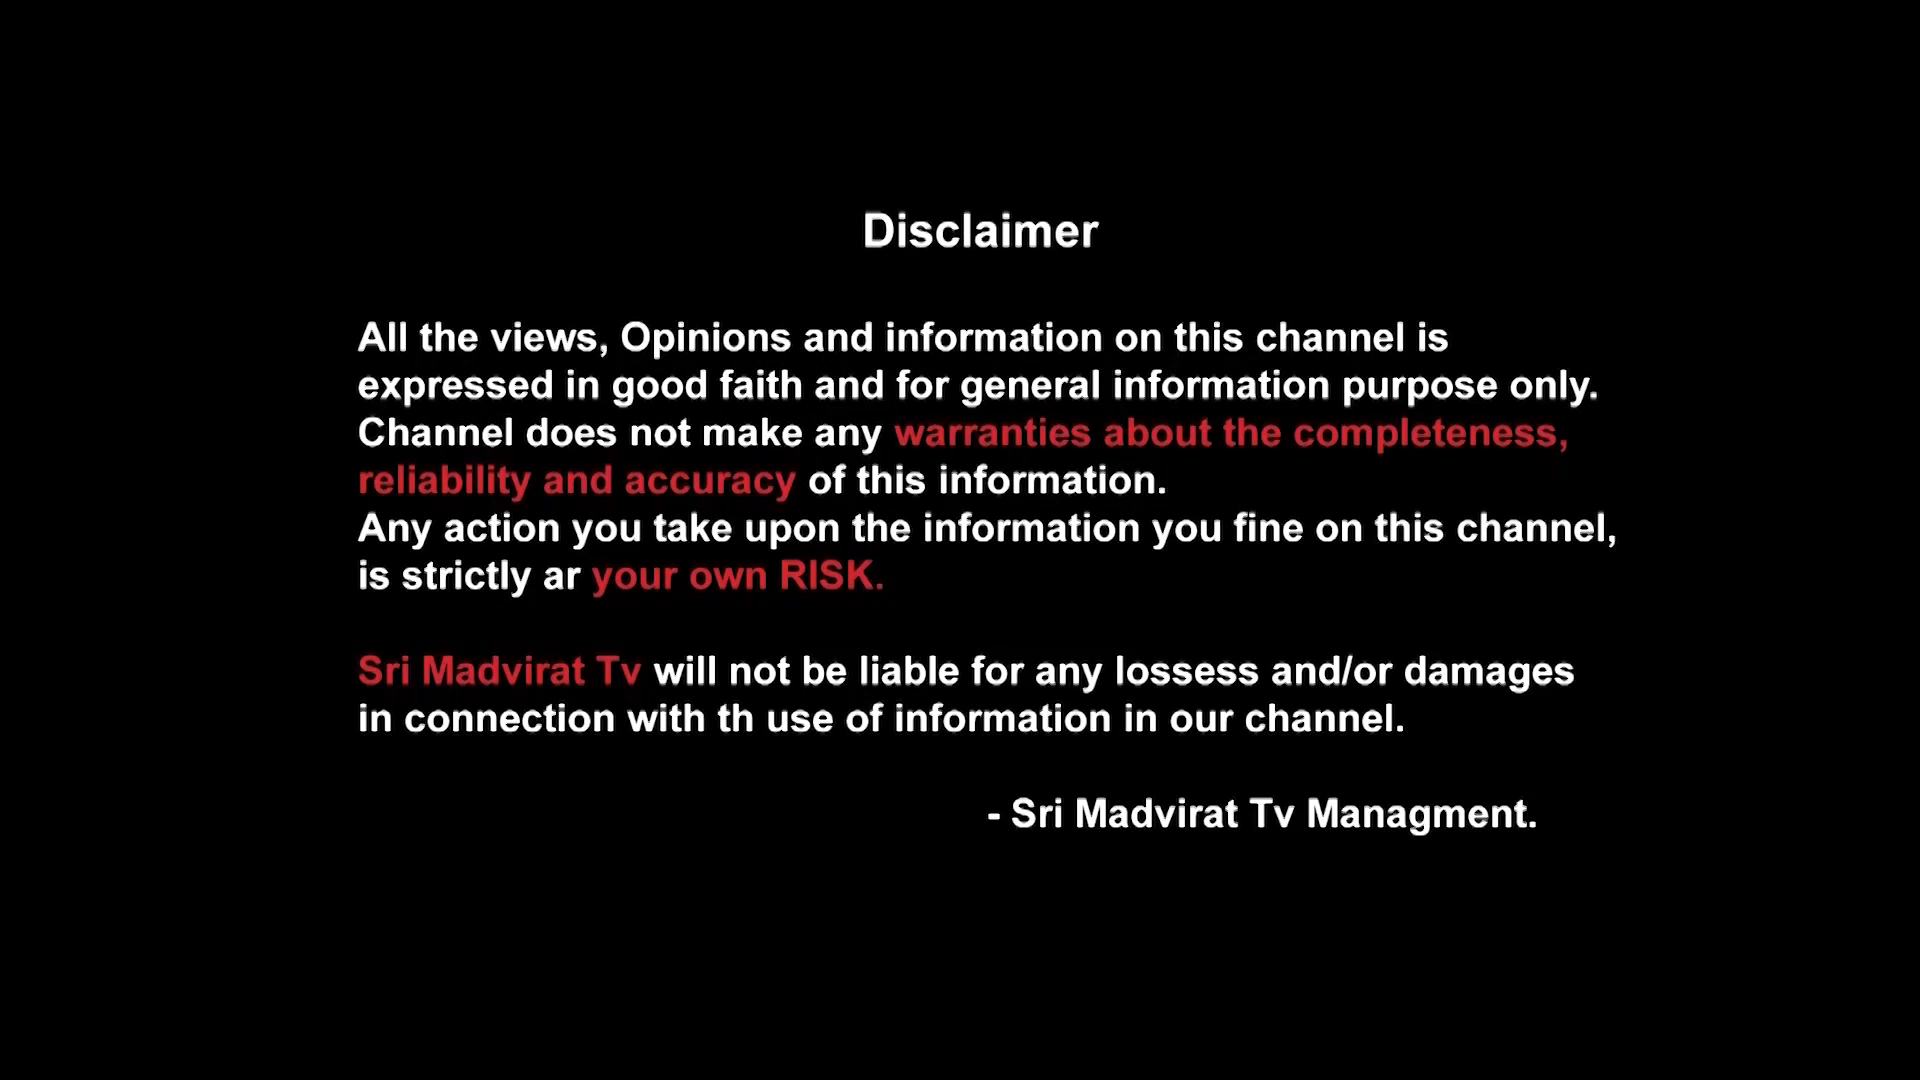 Disclaimer
All the views, Opinions and information on this channel is
expressed in good faith and for general information purpose only.
Channel does not make any warranties about the completeness,
reliability and accuracy of this information.
Any action you take upon the information you fine on this channel,
is strictly ar your own RISK.
Sri Madvirat Tv will not be liable for any lossess and/or damages
in connection with th use of information in our channel.
- Sri Madvirat Tv Managment.